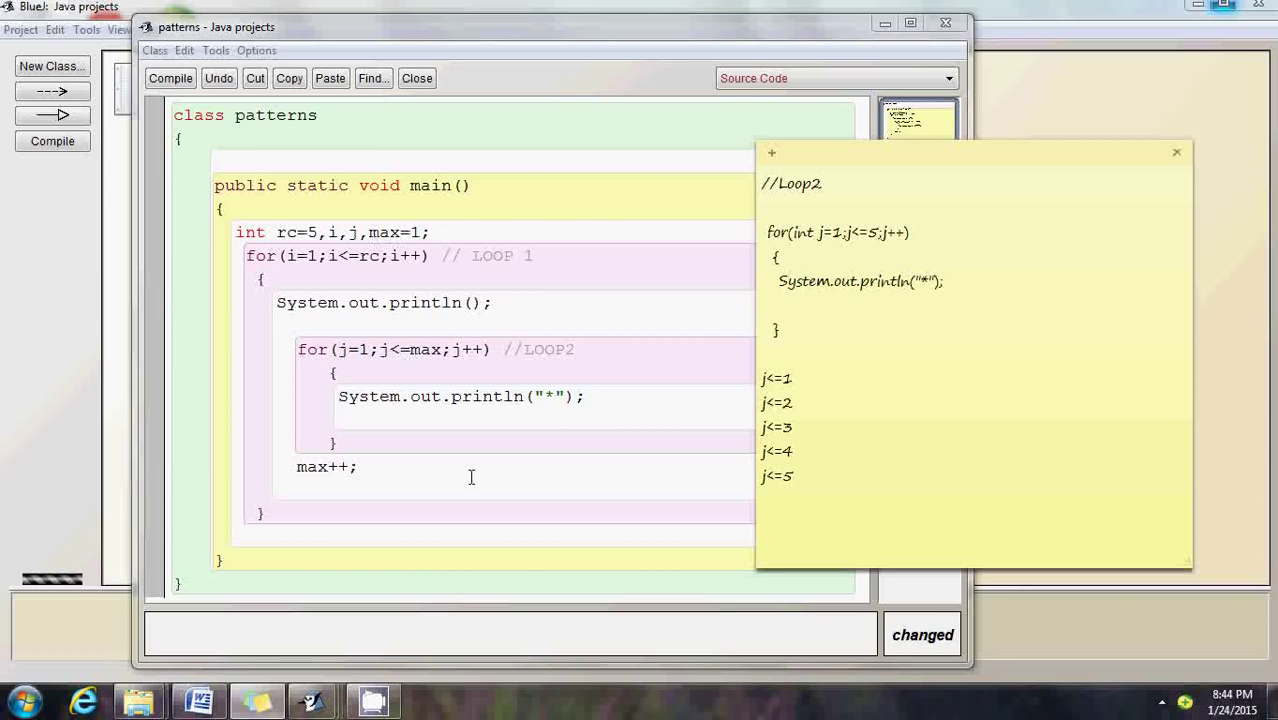 BlueJ: Java projects
Project Edit Tools View
New Class...
Compile
patterns - Java projects
Class Edit Tools Options
Compile Undo Cut Copy Paste Find... Close
Source Code
class patterns
{
public static void main()
{
int rc=5,i,j,max=1;
for(i=1;i<=rc;i++) // LOOP 1
{
System.out.println();
for(j=1;j<=max;j++) //LOOP2
{
System.out.println("*");
}
max++;
}
}
}
changed
//Loop2
for(int j=1;j<=5;j++)
{
System.out.println("*");
}
j<=1
j<=2
j<=3
j<=4
j<=5
8:44 PM
1/24/2015